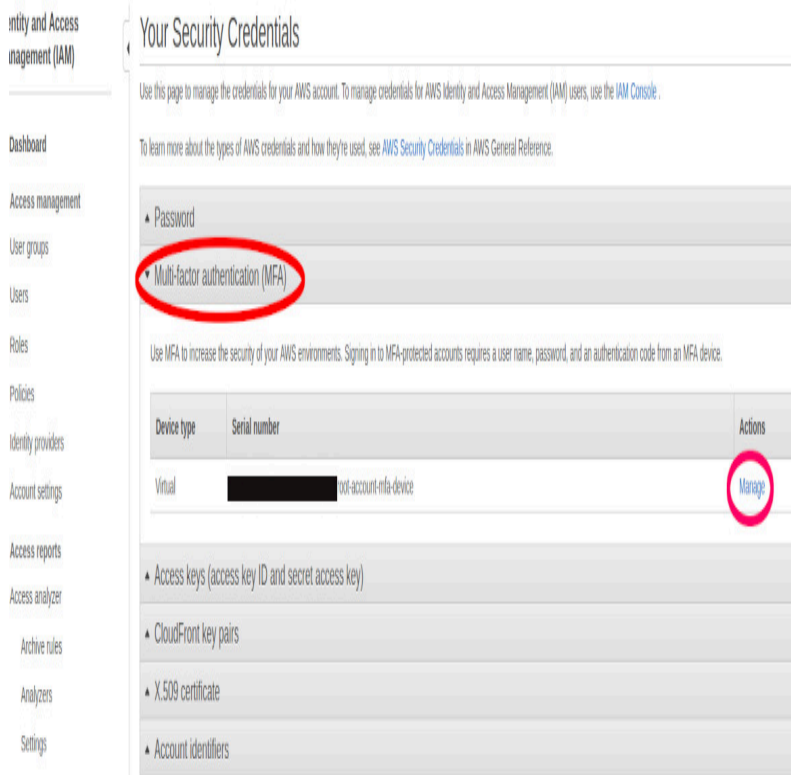 entity and Access
anagement (IAM)
Dashboard
Access management
User groups
Users
Roles
Policies
Identity providers
Account settings
Access reports
Access analyzer
Archive rules
Analyzers
Settings
Your Security Credentials
Use this page to manage the credentials for your AWS account. To manage credentials for AWS Identity and Access Management (IAM) users, use the IAM Console .
To learn more about the types of AWS credentials and how they're used, see AWS Security Credentials in AWS General Reference.
Password
Multi-factor authentication (MFA)
Use MFA to increase the security of your AWS environments. Signing in to MFA-protected accounts requires a user name, password, and an authentication code from an MFA device.
Device type Serial number Actions
Virtual root-account-mfa-device Manage
Access keys (access key ID and secret access key)
CloudFront key pairs
X.509 certificate
Account identifiers